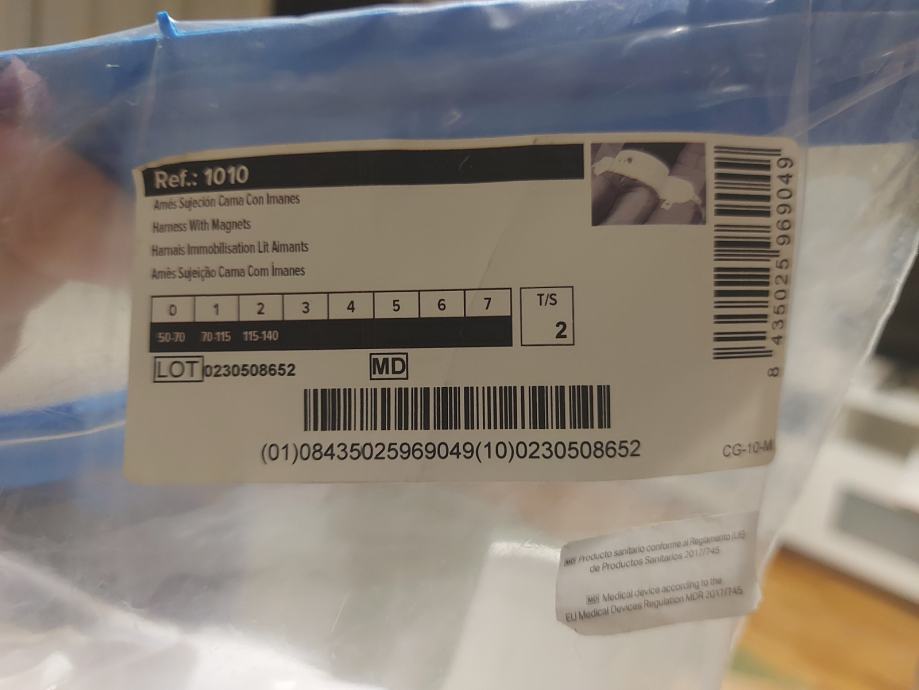 Ref.: 1010
Arnés Sujeción Cama Con Imanes
Harness With Magnets
Harnais Immobilisation Lit Aimants
Arnês Sujeição Cama Com Ímanes
0 1 2 3 4 5 6 7
50-70 70-115 115-140
T/S
2
LOT 0230508652
MD
(01)08435025969049(10)0230508652
CG-10-M
8 435025 969049
MD Producto sanitario conforme al Reglamento (UE)
de Productos Sanitarios 2017/745.
MD Medical device according to the
EU Medical Devices Regulation MDR 2017/745.